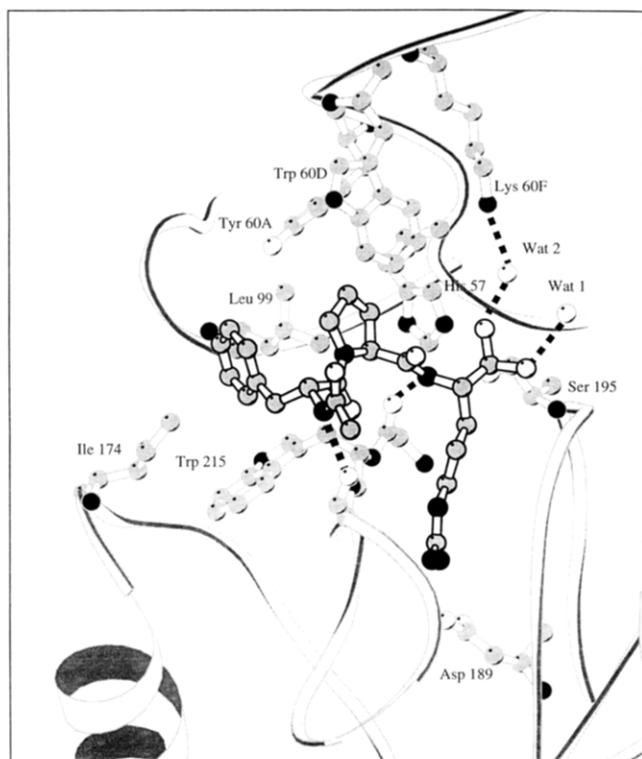 Trp 60D
Lys 60F
Tyr 60A
Wat 2
Leu 99
His 57
Wat 1
Ser 195
Ile 174
Trp 215
Asp 189